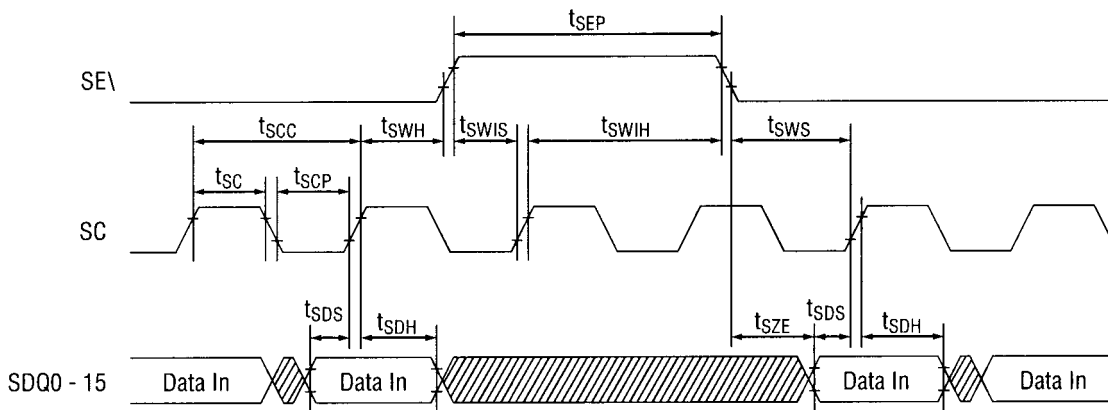 tSEP
SE\
tSCC tSWH tSWIS tSWIH tSWS
tSC tSCP
SC
tSDS tSDH tSZE tSDS tSDH
SDQ0 - 15 Data In Data In Data In Data In